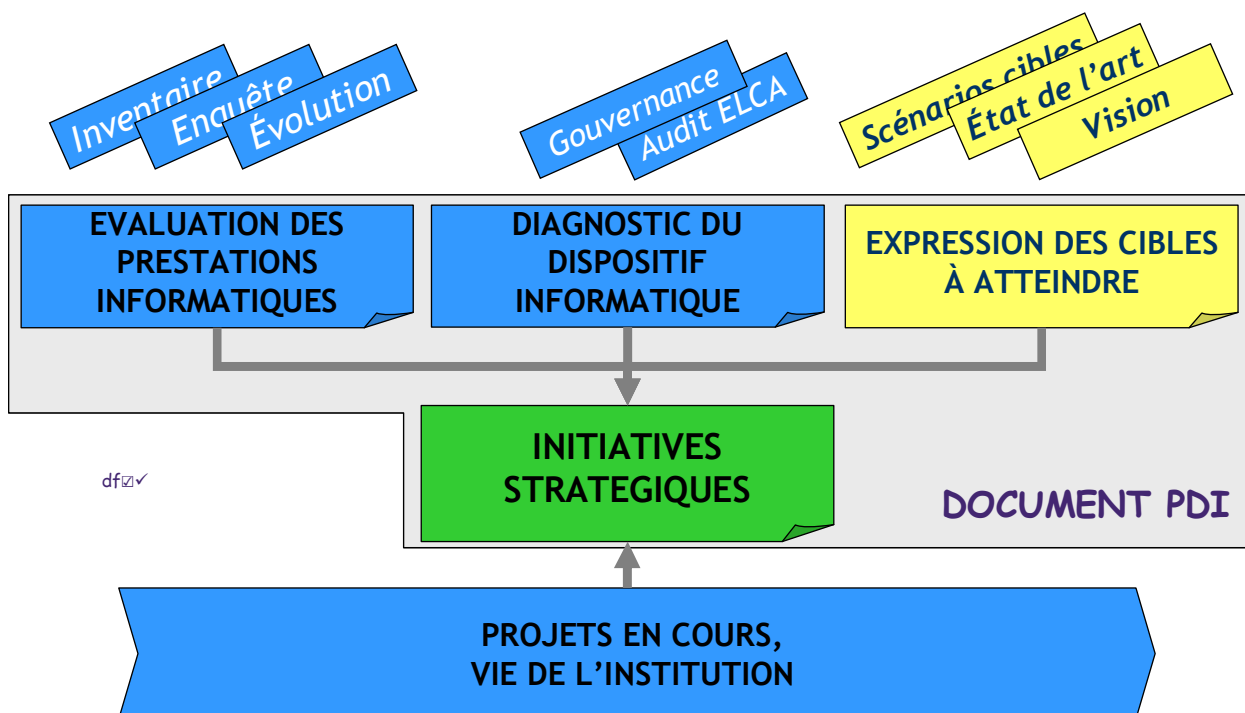 Inventaire
Enquête
Évolution
Gouvernance
Audit ELCA
Scénarios cibles
État de l’art
Vision
EVALUATION DES
PRESTATIONS
INFORMATIQUES
DIAGNOSTIC DU
DISPOSITIF
INFORMATIQUE
EXPRESSION DES CIBLES
À ATTEINDRE
INITIATIVES
STRATEGIQUES
df☑✓
DOCUMENT PDI
PROJETS EN COURS,
VIE DE L’INSTITUTION